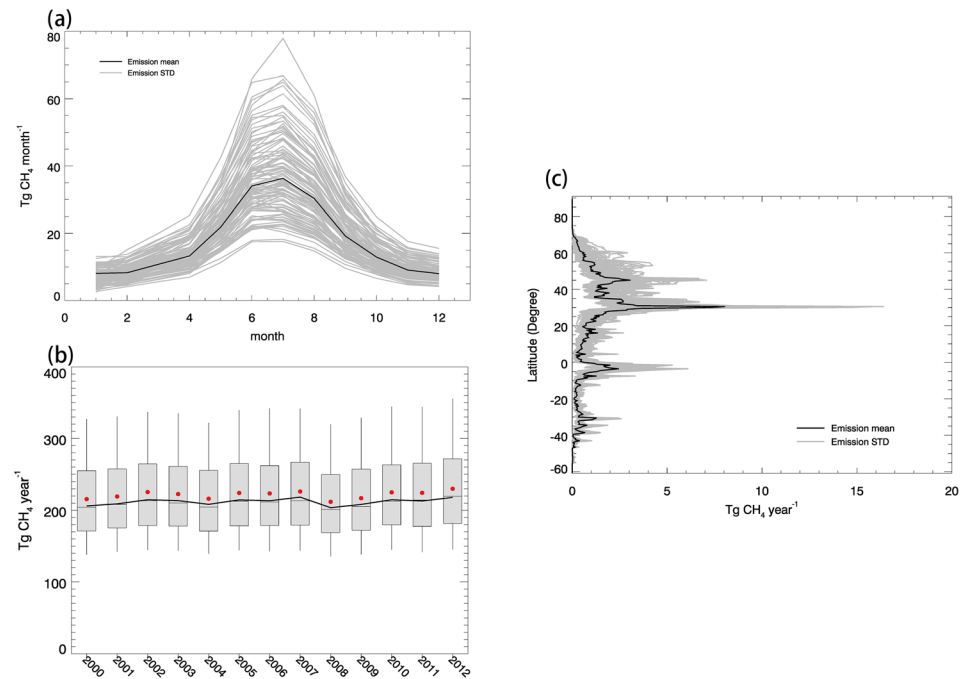 (a)
80
60
40
20
0
Tg CH₄ month⁻¹
Emission mean
Emission STD
0 2 4 6 8 10 12
month
(b)
400
300
200
100
0
Tg CH₄ year⁻¹
2000 2001 2002 2003 2004 2005 2006 2007 2008 2009 2010 2011 2012
(c)
80
60
40
20
0
-20
-40
-60
Latitude (Degree)
Emission mean
Emission STD
0 5 10 15 20
Tg CH₄ year⁻¹